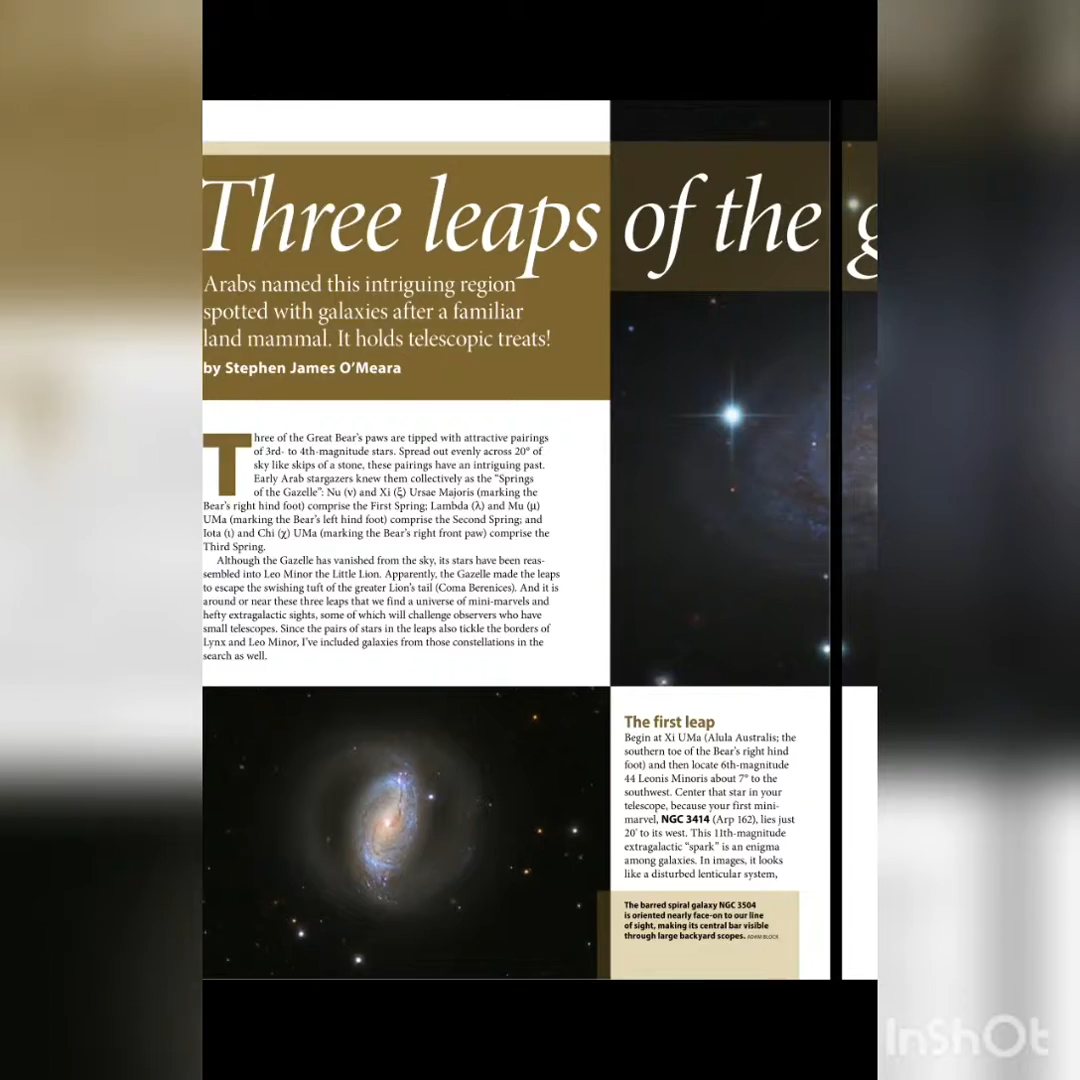 Three leaps of the g
Arabs named this intriguing region
spotted with galaxies after a familiar
land mammal. It holds telescopic treats!
by Stephen James O’Meara
Three of the Great Bear’s paws are tipped with attractive pairings
of 3rd- to 4th-magnitude stars. Spread out evenly across 20° of
sky like skips of a stone, these pairings have an intriguing past.
Early Arab stargazers knew them collectively as the “Springs
of the Gazelle”: Nu (ν) and Xi (ξ) Ursae Majoris (marking the
Bear’s right hind foot) comprise the First Spring; Lambda (λ) and Mu (μ)
UMa (marking the Bear’s left hind foot) comprise the Second Spring; and
Iota (ι) and Chi (χ) UMa (marking the Bear’s right front paw) comprise the
Third Spring.
Although the Gazelle has vanished from the sky, its stars have been reas-
sembled into Leo Minor the Little Lion. Apparently, the Gazelle made the leaps
to escape the swishing tuft of the greater Lion’s tail (Coma Berenices). And it is
around or near these three leaps that we find a universe of mini-marvels and
hefty extragalactic sights, some of which will challenge observers who have
small telescopes. Since the pairs of stars in the leaps also tickle the borders of
Lynx and Leo Minor, I’ve included galaxies from those constellations in the
search as well.
The first leap
Begin at Xi UMa (Alula Australis; the
southern toe of the Bear’s right hind
foot) and then locate 6th-magnitude
44 Leonis Minoris about 7° to the
southwest. Center that star in your
telescope, because your first mini-
marvel, NGC 3414 (Arp 162), lies just
20' to its west. This 11th-magnitude
extragalactic “spark” is an enigma
among galaxies. In images, it looks
like a disturbed lenticular system,
The barred spiral galaxy NGC 3504
is oriented nearly face-on to our line
of sight, making its central bar visible
through large backyard scopes. ADAM BLOCK
InShOt